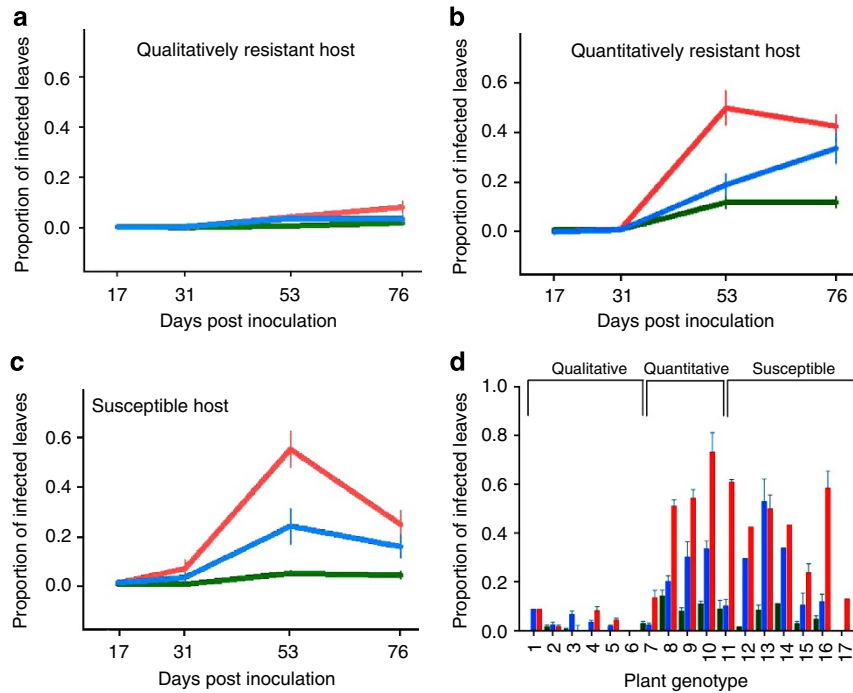 a
Qualitatively resistant host
Proportion of infected leaves
0.6
0.4
0.2
0.0
17 31 53 76
Days post inoculation
b
Quantitatively resistant host
Proportion of infected leaves
0.6
0.4
0.2
0.0
17 31 53 76
Days post inoculation
c
Susceptible host
Proportion of infected leaves
0.6
0.4
0.2
0.0
17 31 53 76
Days post inoculation
d
Qualitative Quantitative Susceptible
Proportion of infected leaves
1.0
0.8
0.6
0.4
0.2
0.0
1 2 3 4 5 6 7 8 9 10 11 12 13 14 15 16 17
Plant genotype